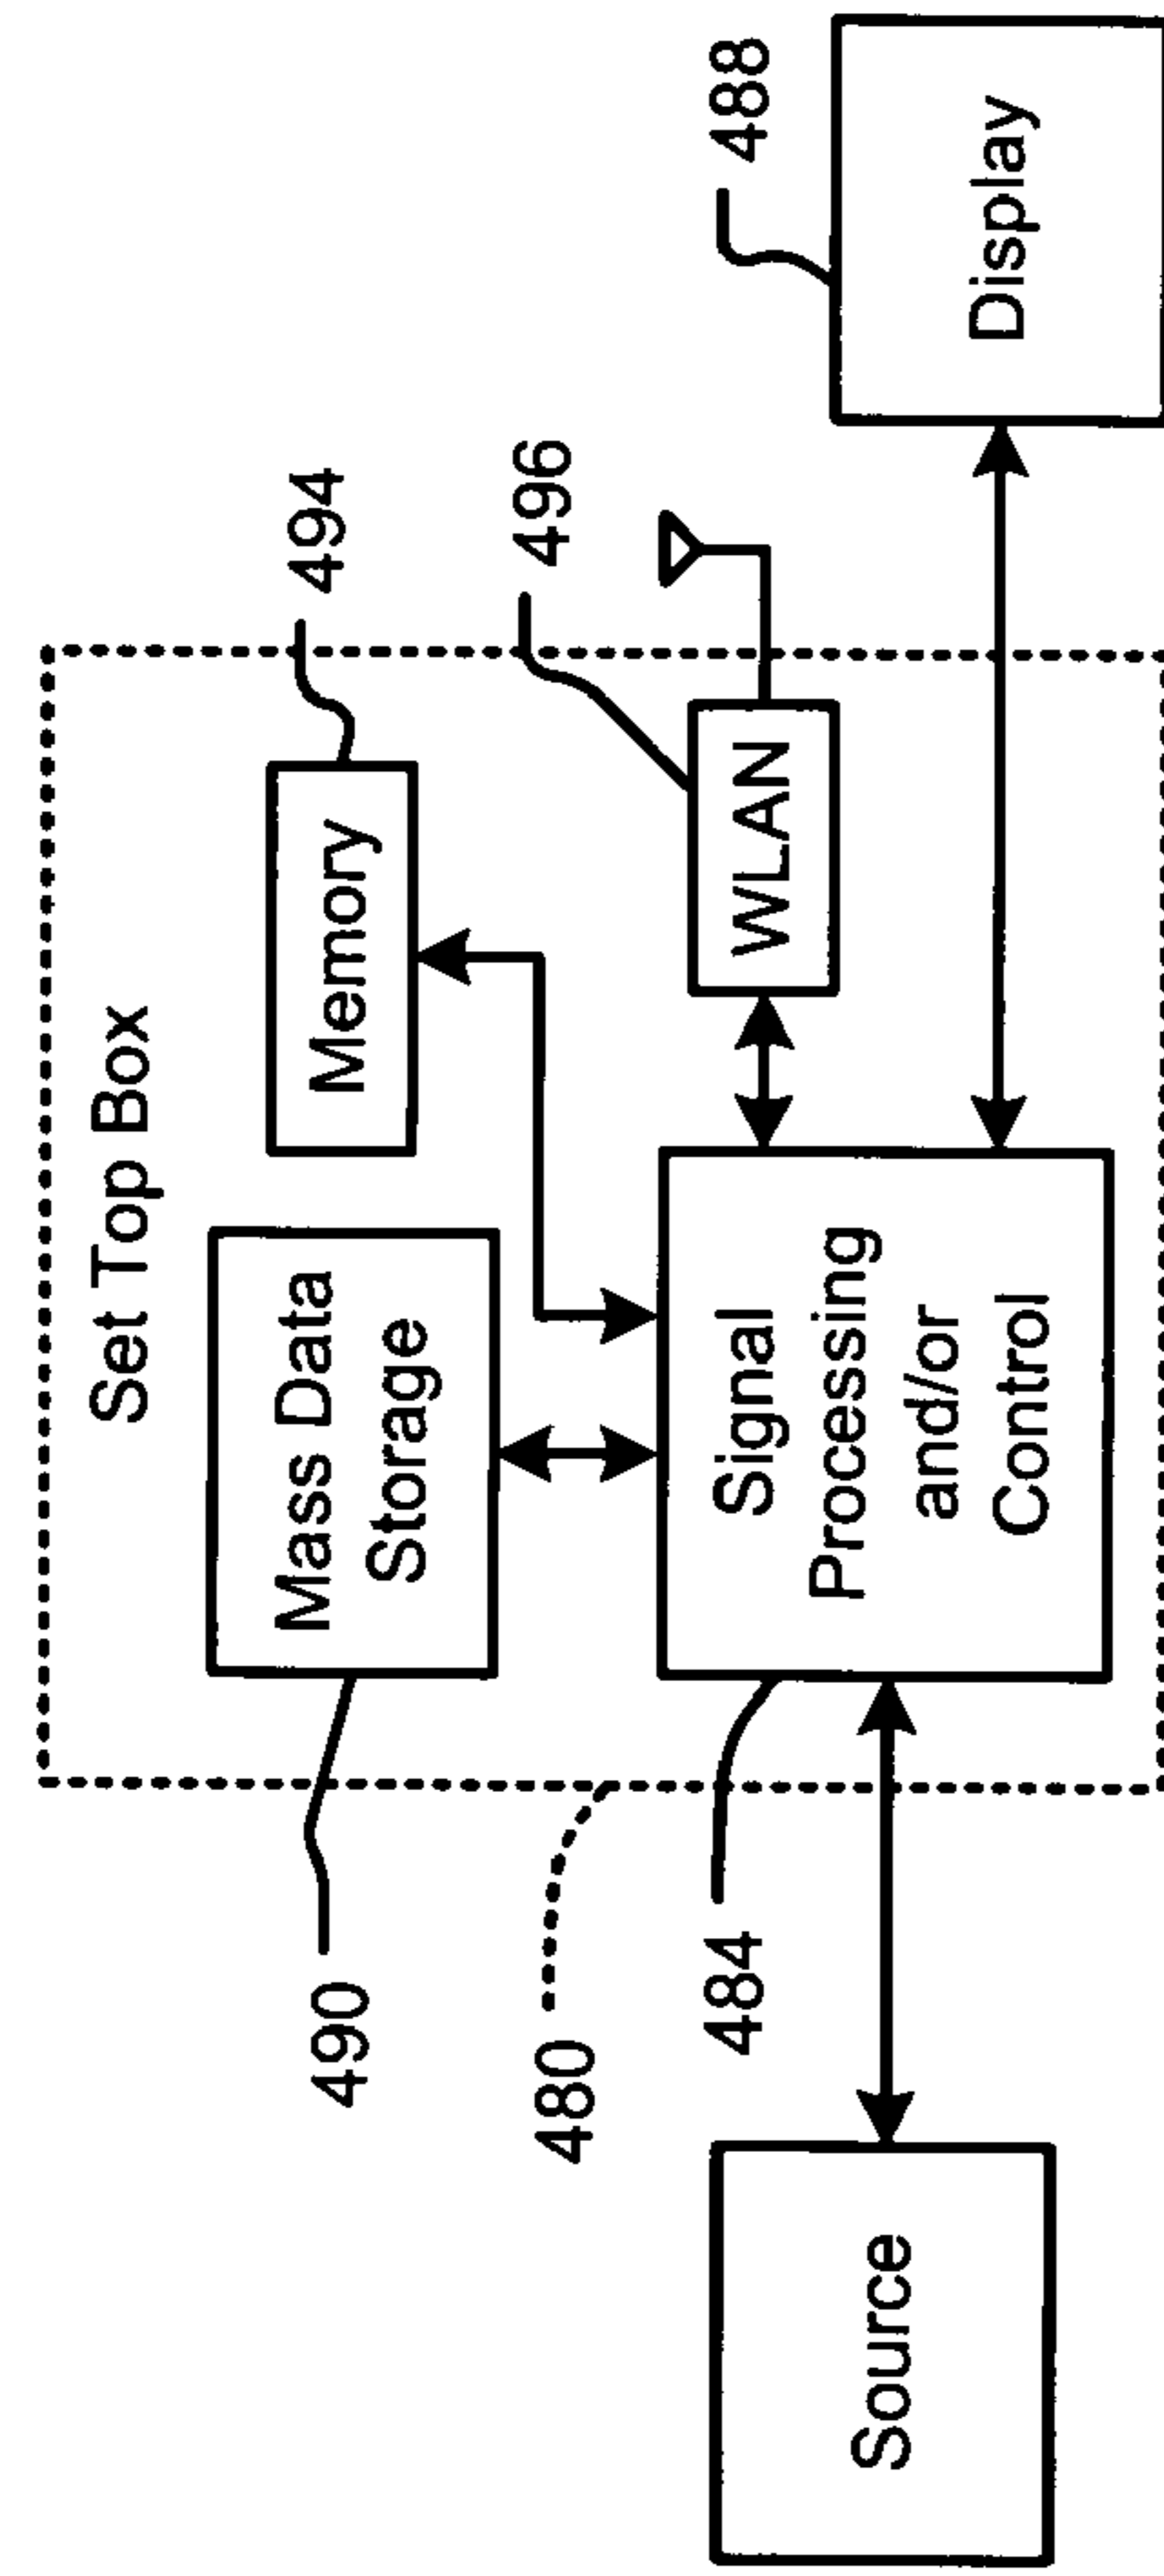 Set Top Box
490
Mass Data
Storage
Memory
494
480
496
484
Signal
Processing
and/or
Control
WLAN
488
Source
Display